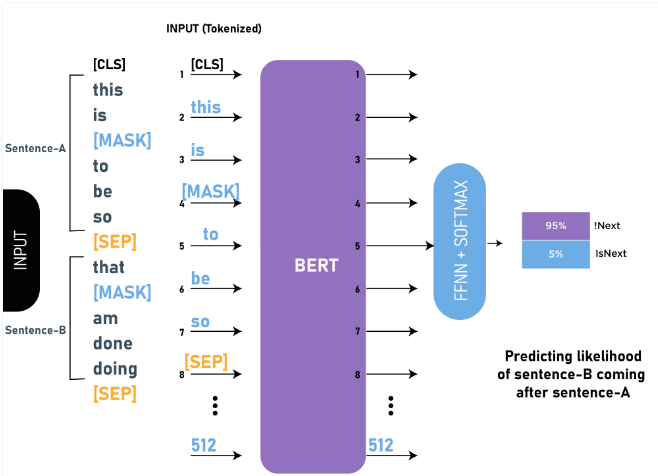 INPUT (Tokenized)
INPUT
Sentence-A
Sentence-B
[CLS]
this
is
[MASK]
to
be
so
[SEP]
that
[MASK]
am
done
doing
[SEP]
1 [CLS]
2 this
3 is
4 [MASK]
5 to
6 be
7 so
8 [SEP]
512
BERT
1
2
3
4
5
6
7
8
512
FFNN + SOFTMAX
95% !Next
5% IsNext
Predicting likelihood
of sentence-B coming
after sentence-A